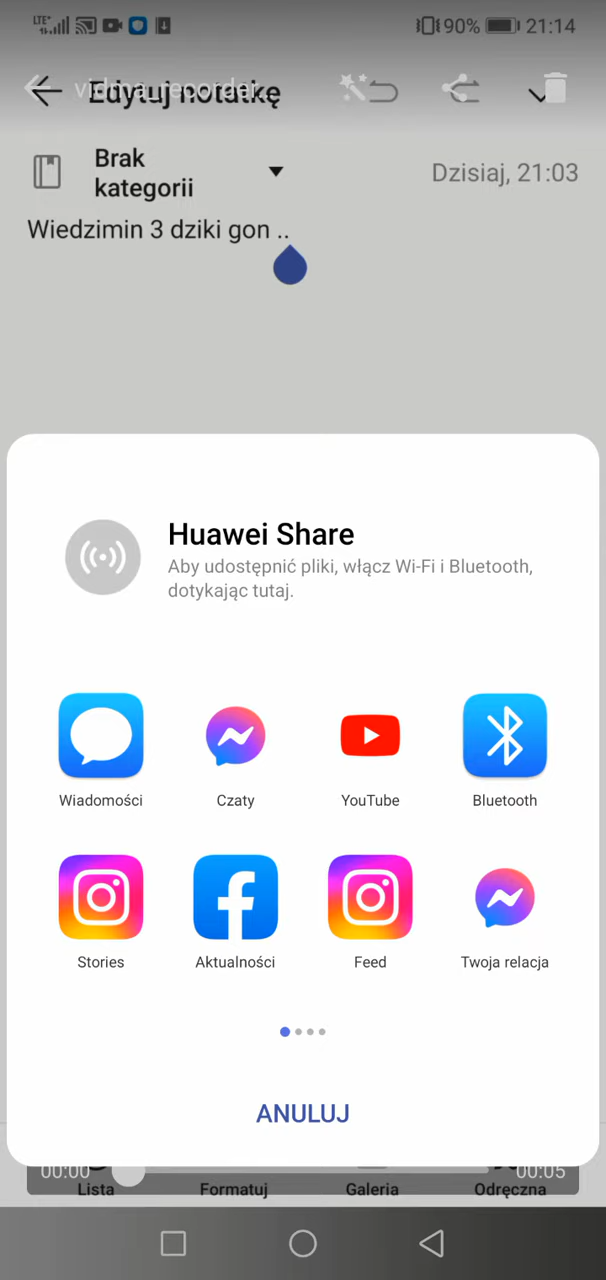 LTE 90% 21:14
Edytuj notatkę
Brak
kategorii
Dzisiaj, 21:03
Wiedzimin 3 dziki gon ..
Huawei Share
Aby udostępnić pliki, włącz Wi-Fi i Bluetooth,
dotykając tutaj.
Wiadomości Czaty YouTube Bluetooth
Stories Aktualności Feed Twoja relacja
ANULUJ
00:00 00:05
Lista Formatuj Galeria Odręczna